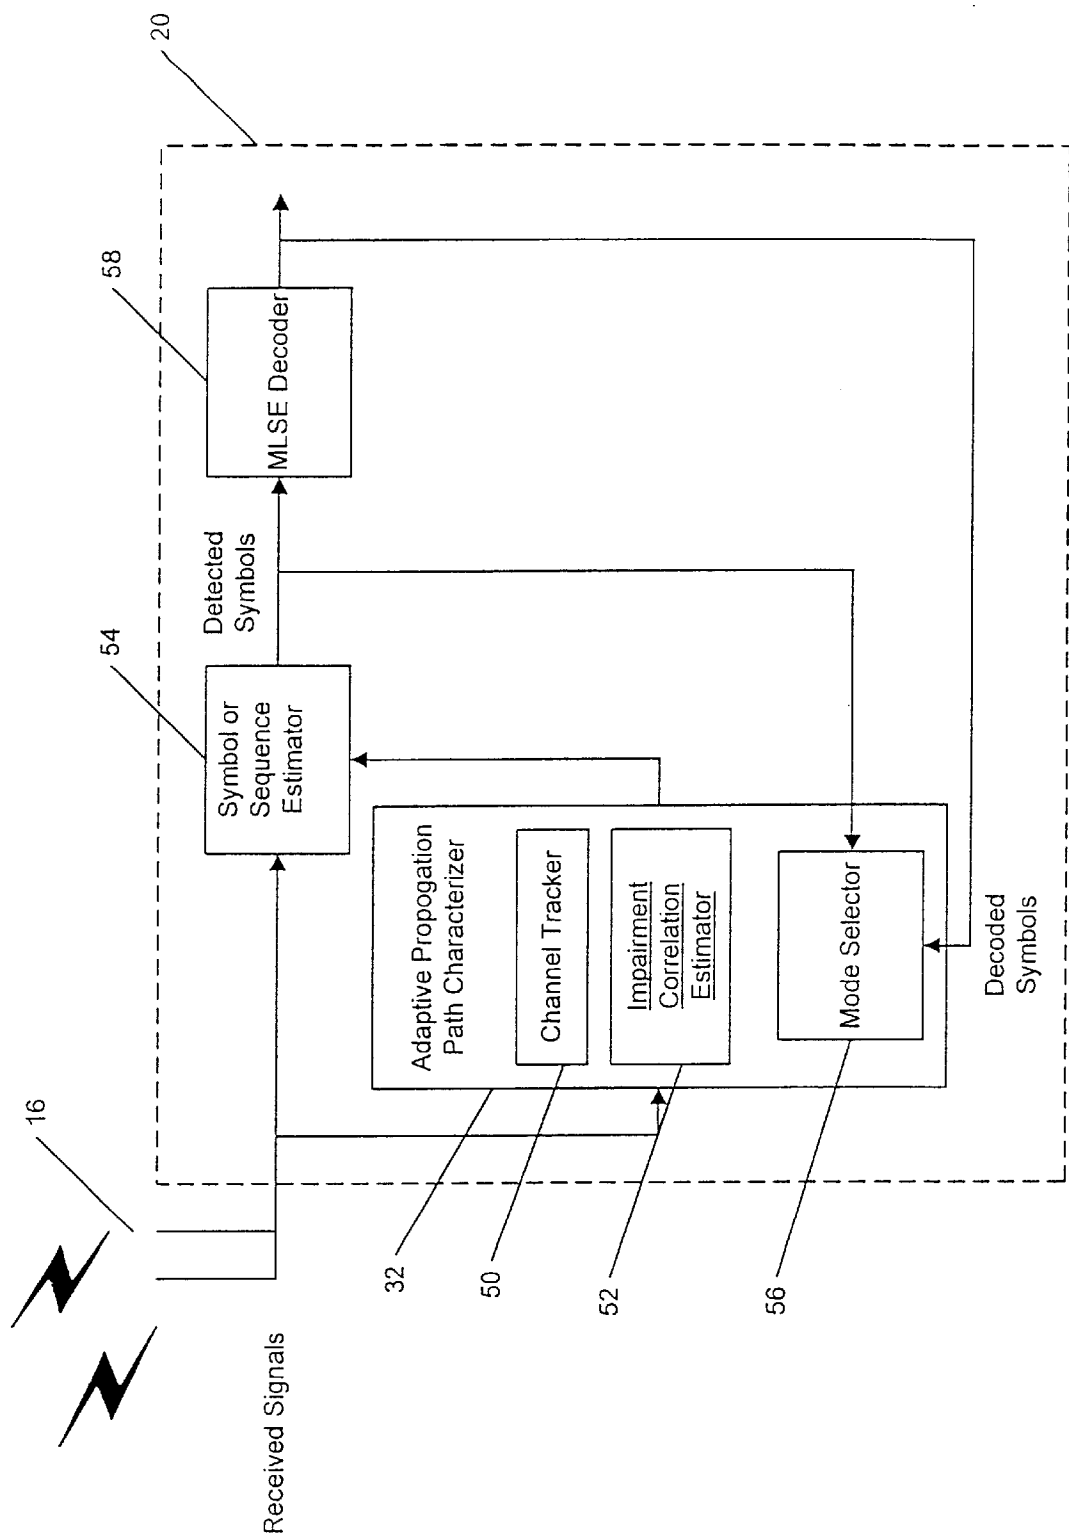 20
58
MLSE Decoder
Detected
Symbols
54
Symbol or
Sequence
Estimator
Adaptive Propogation
Path Characterizer
Channel Tracker
Impairment
Correlation
Estimator
Mode Selector
Decoded
Symbols
16
32
50
52
56
Received Signals